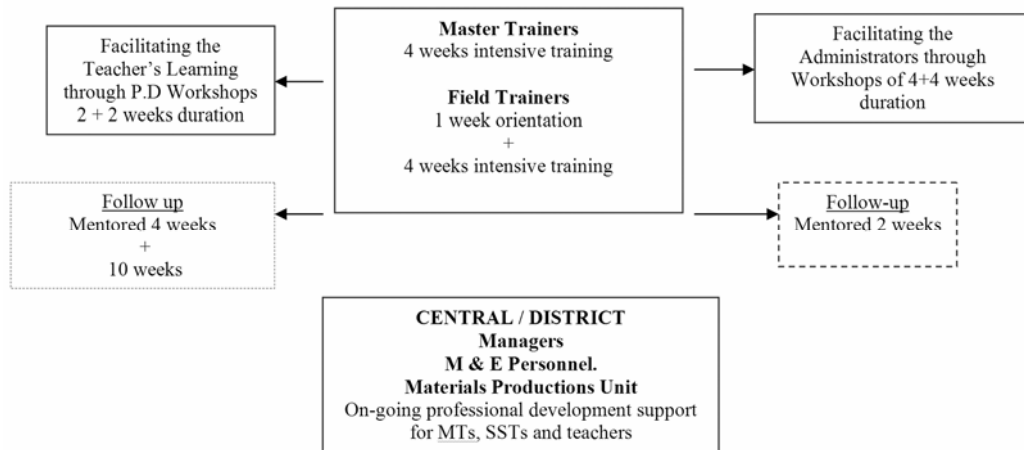 Facilitating the
Teacher's Learning
through P.D Workshops
2 + 2 weeks duration
Master Trainers
4 weeks intensive training
Field Trainers
1 week orientation
+
4 weeks intensive training
Facilitating the
Administrators through
Workshops of 4+4 weeks
duration
Follow up
Mentored 4 weeks
+
10 weeks
Follow-up
Mentored 2 weeks
CENTRAL / DISTRICT
Managers
M & E Personnel.
Materials Productions Unit
On-going professional development support
for MTs, SSTs and teachers